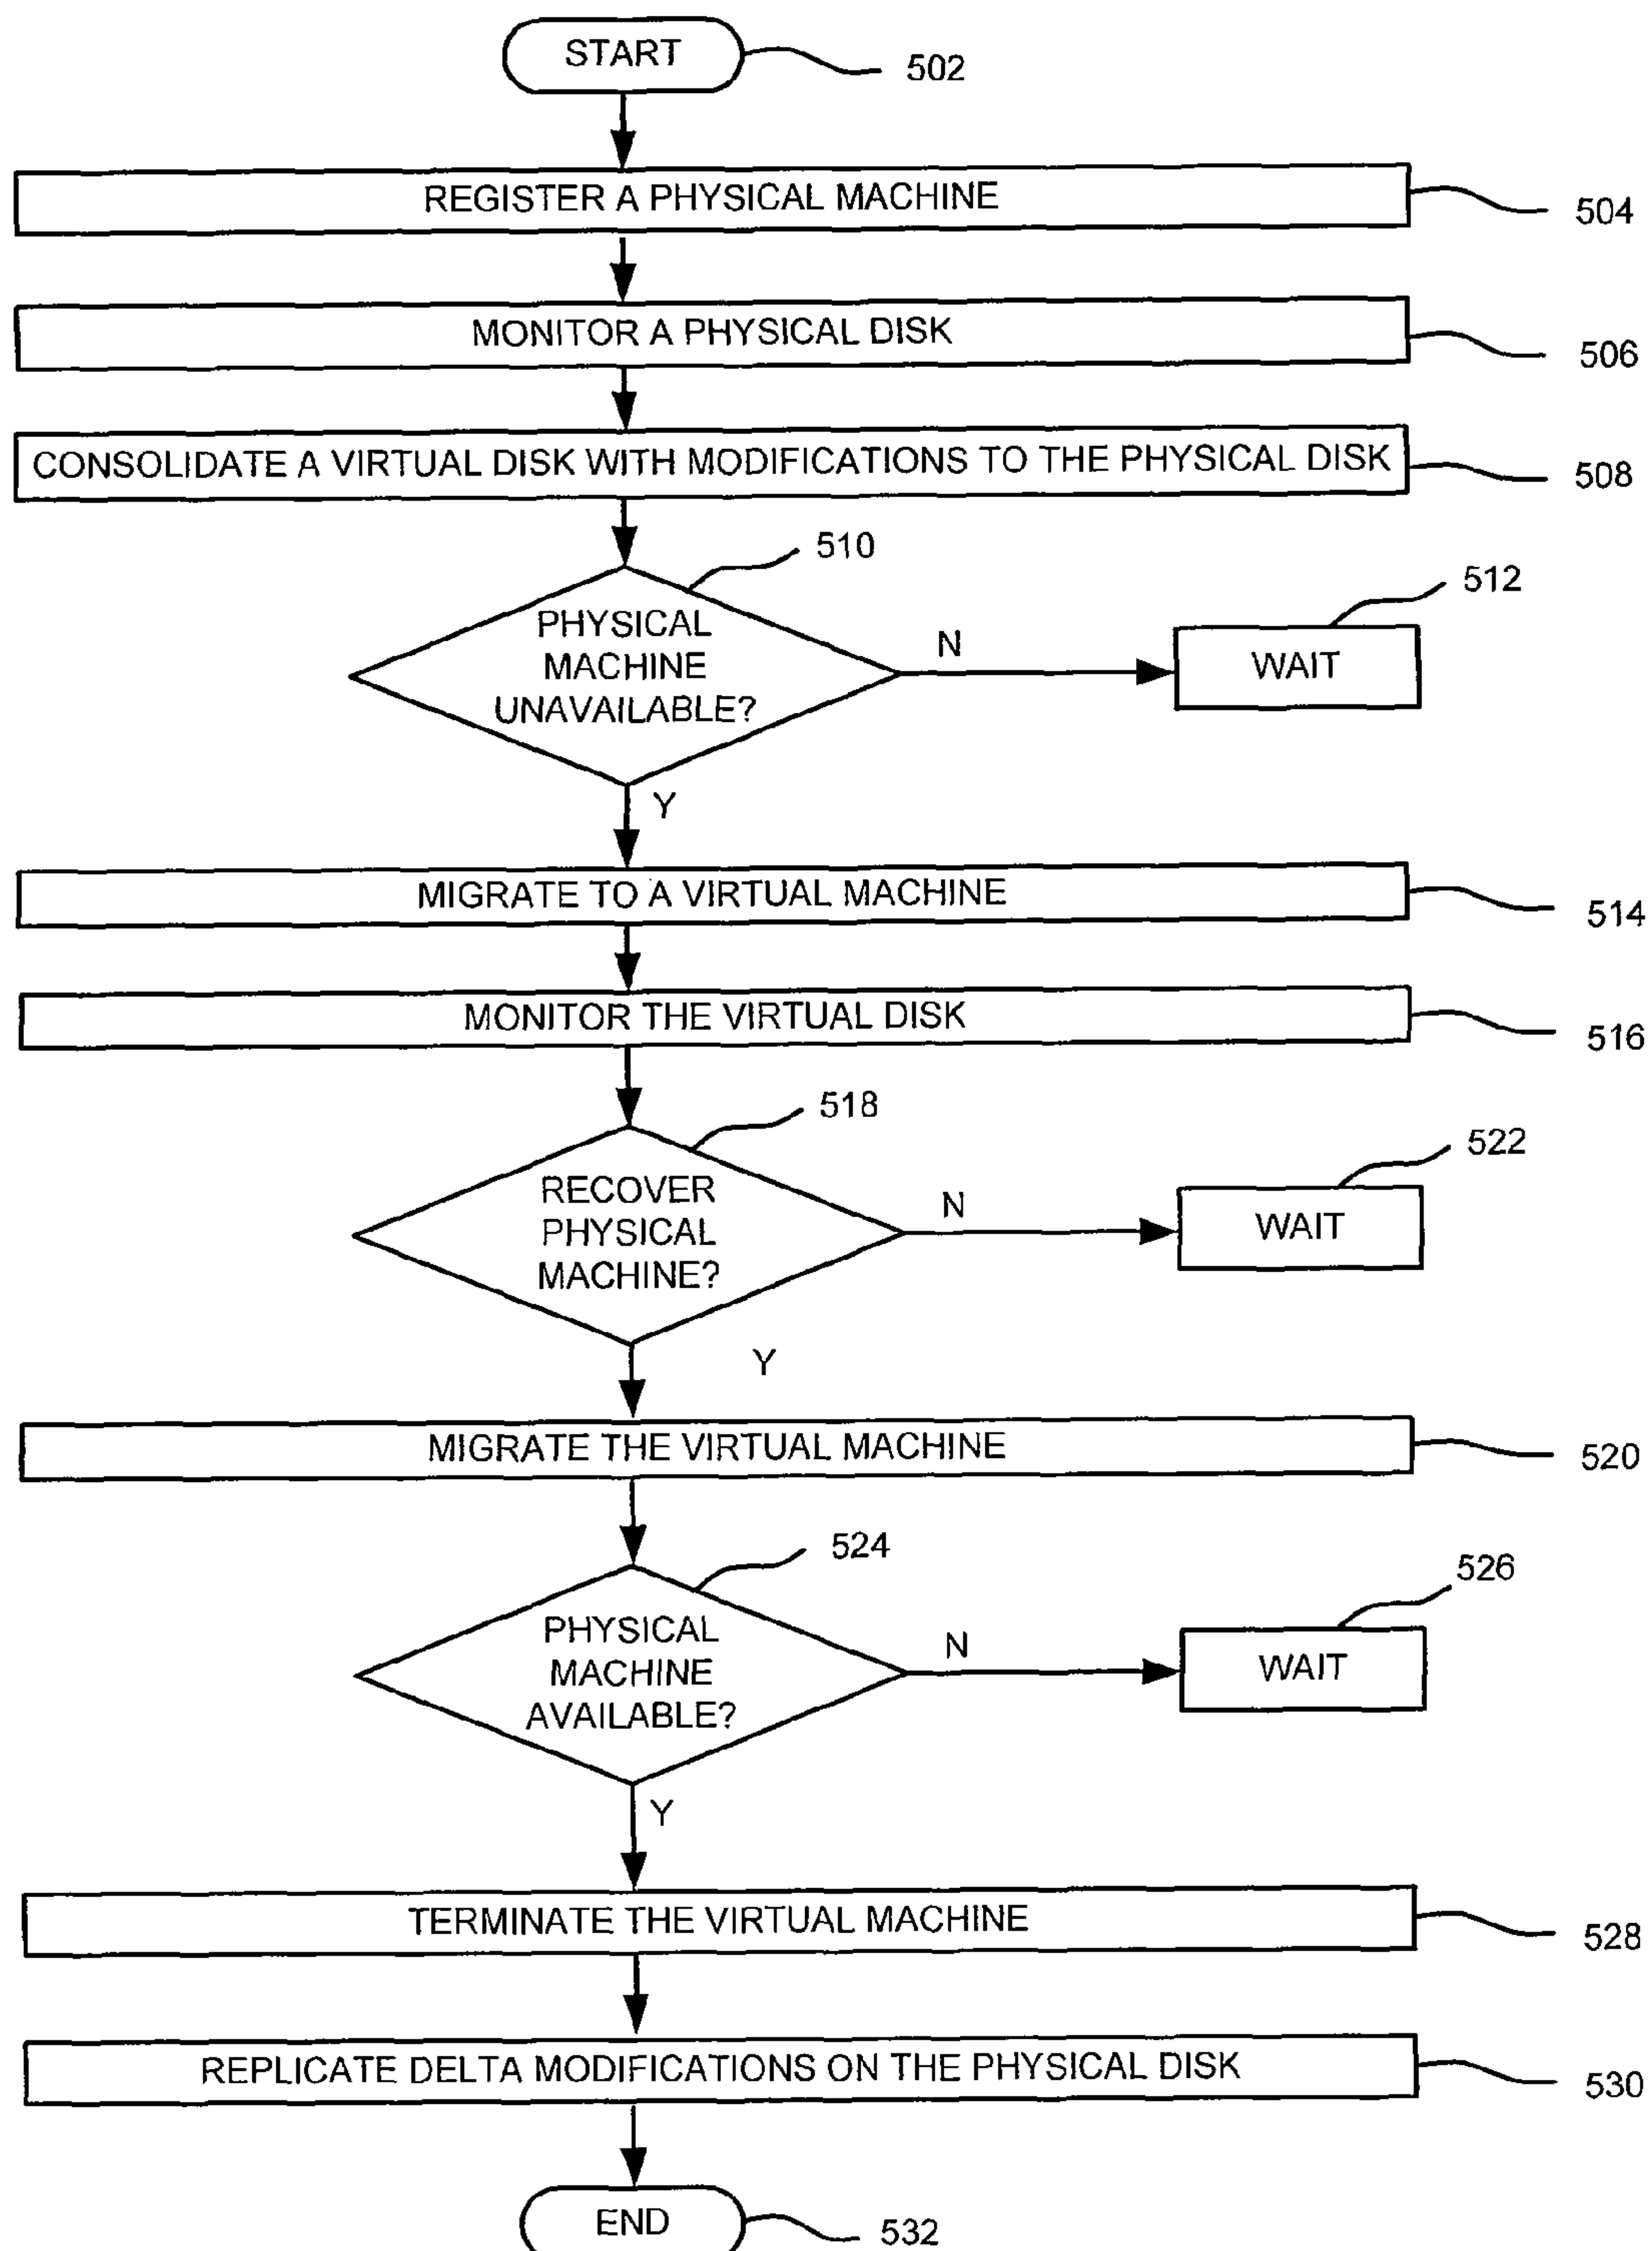 START
502
REGISTER A PHYSICAL MACHINE
504
MONITOR A PHYSICAL DISK
506
CONSOLIDATE A VIRTUAL DISK WITH MODIFICATIONS TO THE PHYSICAL DISK
508
510
PHYSICAL
MACHINE
UNAVAILABLE?
N
512
WAIT
Y
MIGRATE TO A VIRTUAL MACHINE
514
MONITOR THE VIRTUAL DISK
516
518
RECOVER
PHYSICAL
MACHINE?
N
522
WAIT
Y
MIGRATE THE VIRTUAL MACHINE
520
524
PHYSICAL
MACHINE
AVAILABLE?
N
526
WAIT
Y
TERMINATE THE VIRTUAL MACHINE
528
REPLICATE DELTA MODIFICATIONS ON THE PHYSICAL DISK
530
END
532